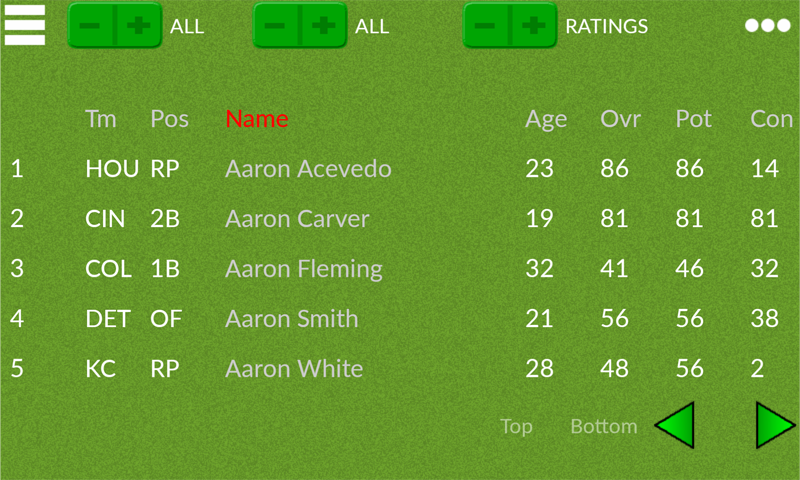 ALL ALL RATINGS
Tm Pos Name Age Ovr Pot Con
1 HOU RP Aaron Acevedo 23 86 86 14
2 CIN 2B Aaron Carver 19 81 81 81
3 COL 1B Aaron Fleming 32 41 46 32
4 DET OF Aaron Smith 21 56 56 38
5 KC RP Aaron White 28 48 56 2
Top Bottom